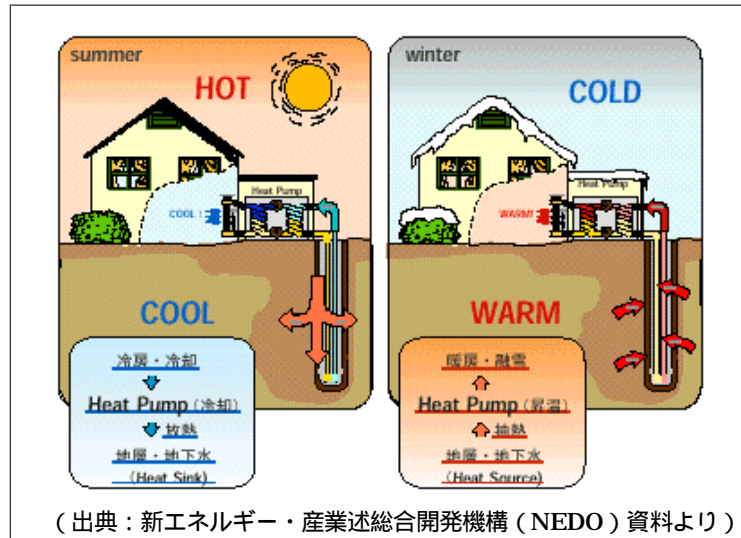 summer
HOT
Heat Pump
COOL !
COOL
冷房・冷却
Heat Pump（冷却）
放熱
地層・地下水
（Heat Sink）
winter
COLD
Heat Pump
WARM!
WARM
暖房・融雪
Heat Pump（昇温）
抽熱
地層・地下水
（Heat Source）
（出典：新エネルギー・産業述総合開発機構（NEDO）資料より）